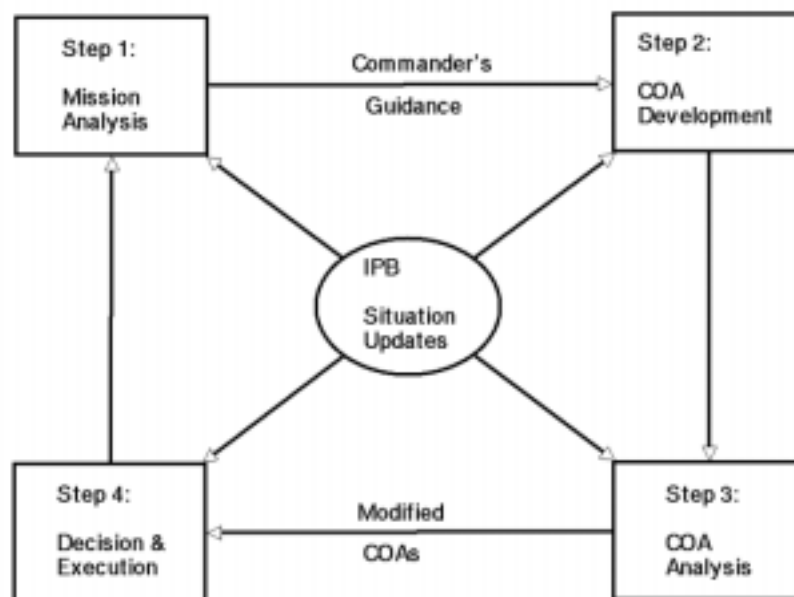 Step 1:
Mission
Analysis
Commander's
Guidance
Step 2:
COA
Development
IPB
Situation
Updates
Step 4:
Decision &
Execution
Modified
COAs
Step 3:
COA
Analysis